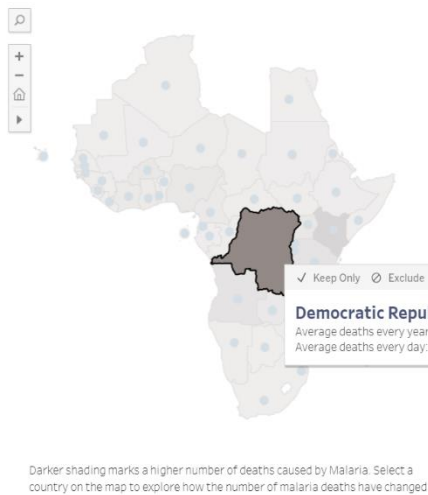 ✓ Keep Only ⊘ Exclude
Democratic Repu
Average deaths every year
Average deaths every day:
Darker shading marks a higher number of deaths caused by Malaria. Select a
country on the map to explore how the number of malaria deaths have changed